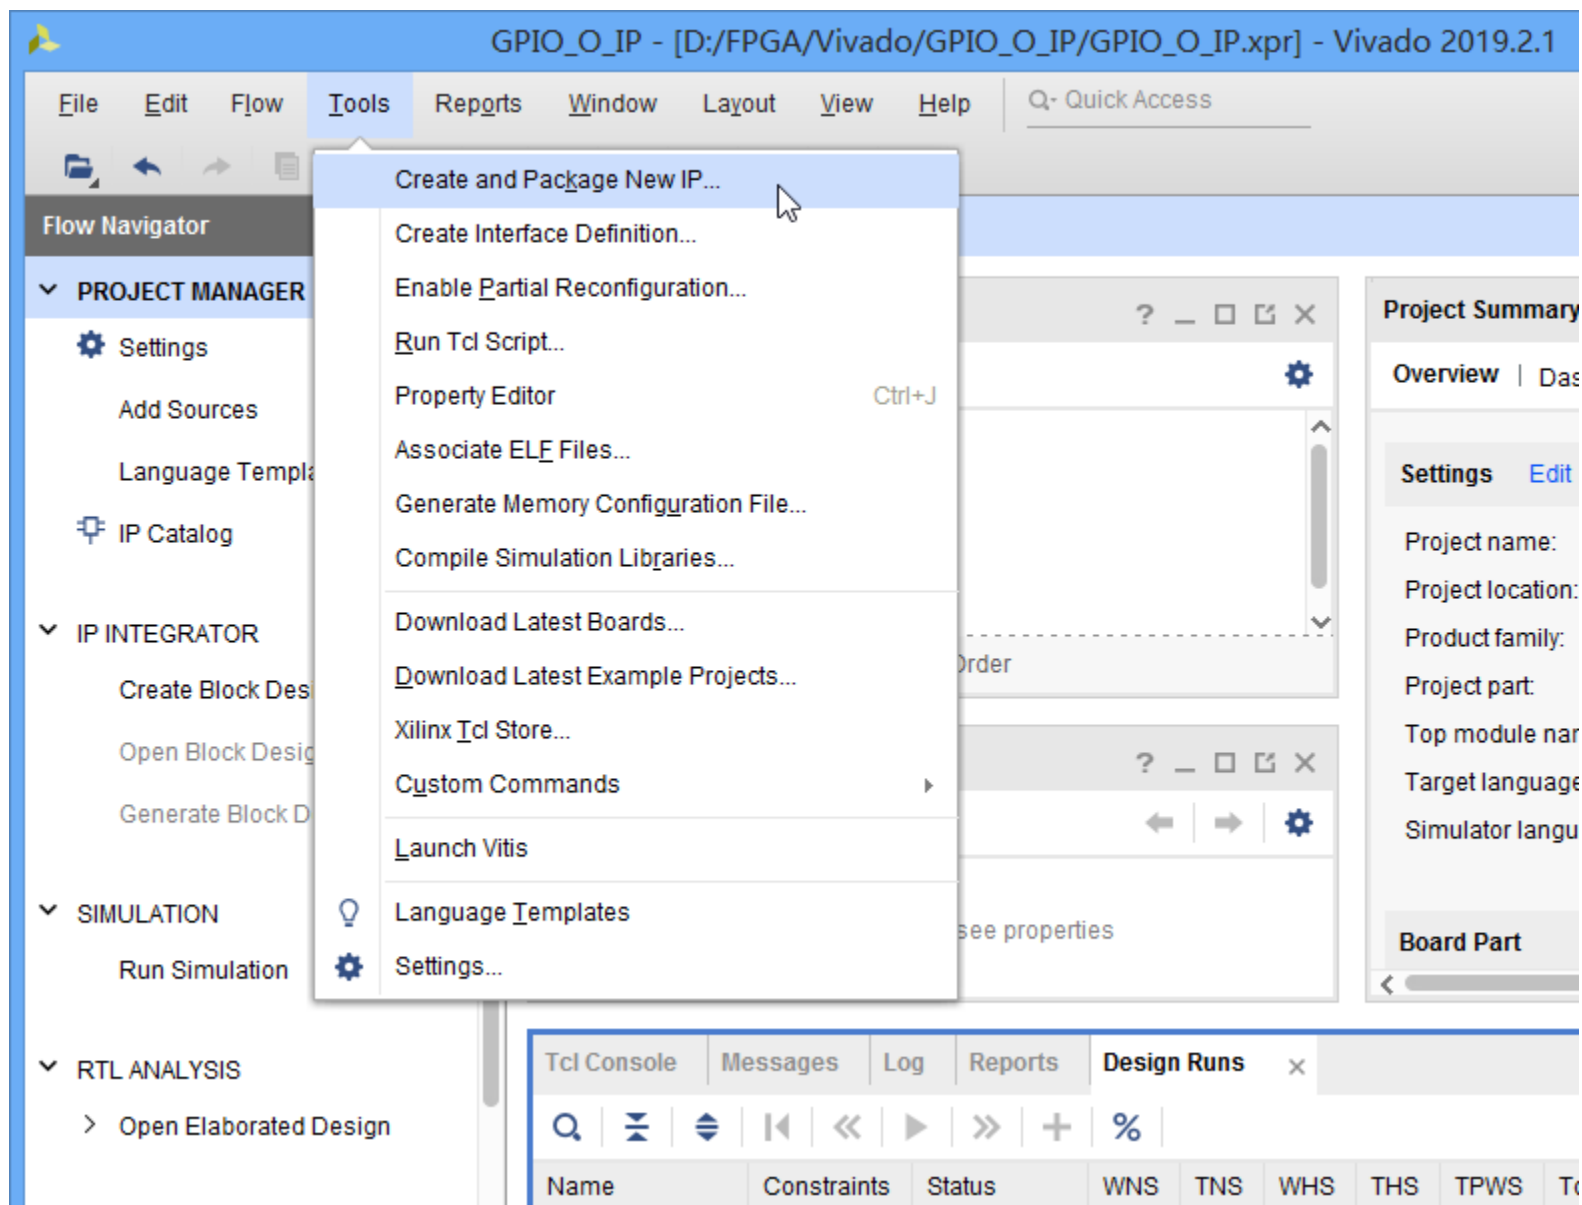 GPIO_O_IP - [D:/FPGA/Vivado/GPIO_O_IP/GPIO_O_IP.xpr] - Vivado 2019.2.1
File Edit Flow Tools Reports Window Layout View Help Quick Access
Flow Navigator
PROJECT MANAGER
Settings
Add Sources
Language Templa
IP Catalog
IP INTEGRATOR
Create Block Desi
Open Block Desig
Generate Block D
SIMULATION
Run Simulation
RTL ANALYSIS
Open Elaborated Design
Create and Package New IP...
Create Interface Definition...
Enable Partial Reconfiguration...
Run Tcl Script...
Property Editor Ctrl+J
Associate ELF Files...
Generate Memory Configuration File...
Compile Simulation Libraries...
Download Latest Boards...
Download Latest Example Projects...
Xilinx Tcl Store...
Custom Commands
Launch Vitis
Language Templates
Settings...
Order
see properties
Project Summary
Overview | Das
Settings Edit
Project name:
Project location:
Product family:
Project part:
Top module nar
Target language
Simulator langu
Board Part
Tcl Console Messages Log Reports Design Runs
Name Constraints Status WNS TNS WHS THS TPWS To